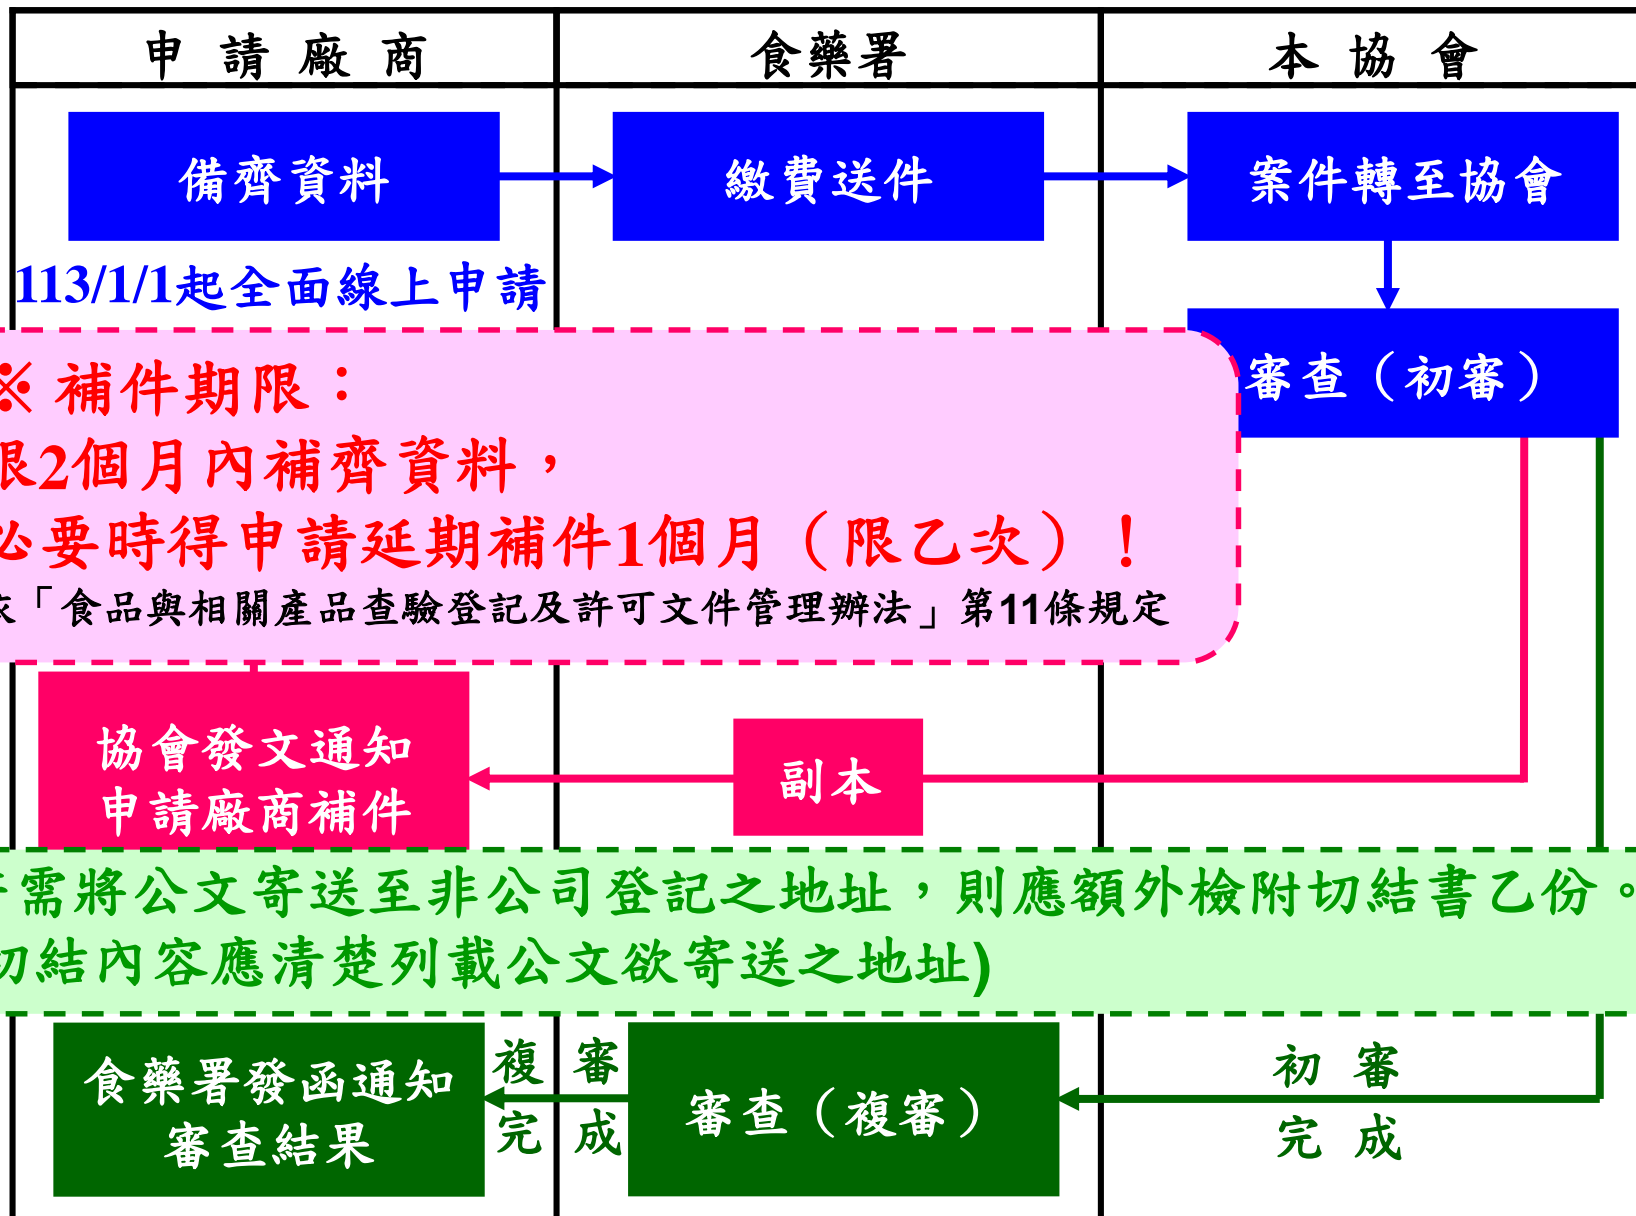 申請廠商
食藥署
本協會
備齊資料
繳費送件
案件轉至協會
113/1/1起全面線上申請
審查（初審）
※補件期限：
限2個月內補齊資料，
必要時得申請延期補件1個月（限乙次）！
依「食品與相關產品查驗登記及許可文件管理辦法」第11條規定
協會發文通知
申請廠商補件
副本
需將公文寄送至非公司登記之地址，則應額外檢附切結書乙份。
切結內容應清楚列載公文欲寄送之地址)
食藥署發函通知
審查結果
複審
完成
審查（複審）
初審
完成